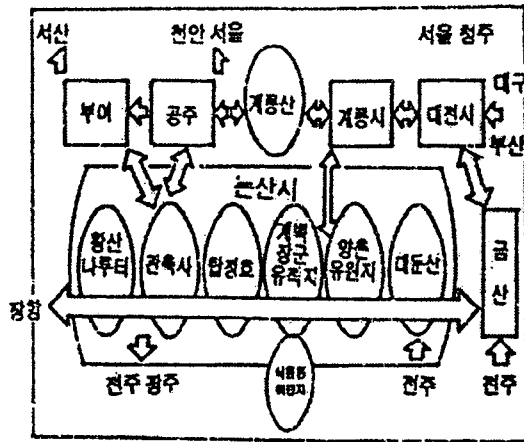 서산
천안 서울
서울 청주
부여
공주
계룡산
계룡시
대전시
대구
부산
논산시
황산
나루터
관촉사
탑정호
계백
장군
유적지
양촌
유원지
대둔산
금산
장항
전주 광주
전주
전주